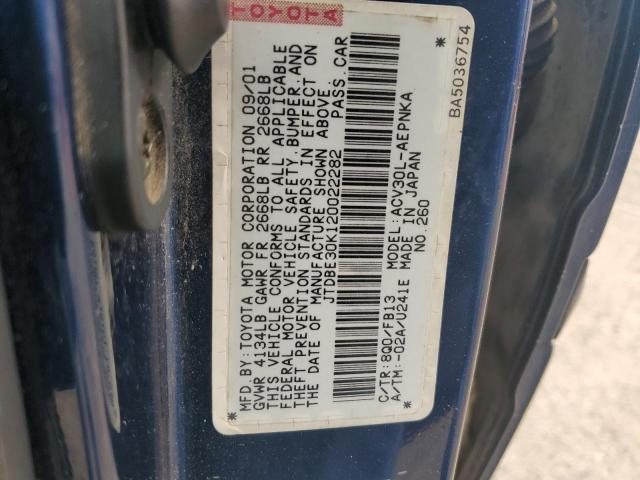 TOYOTA
MFD.BY:TOYOTA MOTOR CORPORATION 09/01
GVWR 4134LB GAWR FR 2668LB RR 2668LB
THIS VEHICLE CONFORMS TO ALL APPLICABLE
FEDERAL MOTOR VEHICLE SAFETY,BUMPER,AND
THEFT PREVENTION STANDARDS IN EFFECT ON
THE DATE OF MANUFACTURE SHOWN ABOVE.
JTDBE30K120022282 PASS.CAR
C/TR:8Q0/FB13 MODEL:ACV30L-AEPNKA
A/TM:-02A/U241E MADE IN JAPAN
NO.260
BA5036754